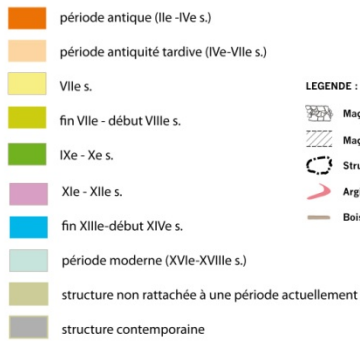 période antique (IIe -IVe s.)
période antiquité tardive (IVe-VIIe s.)
VIIe s.
fin VIIe - début VIIIe s.
IXe - Xe s.
XIe - XIIe s.
fin XIIIe-début XIVe s.
période moderne (XVIe-XVIIIe s.)
structure non rattachée à une période actuellement
structure contemporaine
LEGENDE :